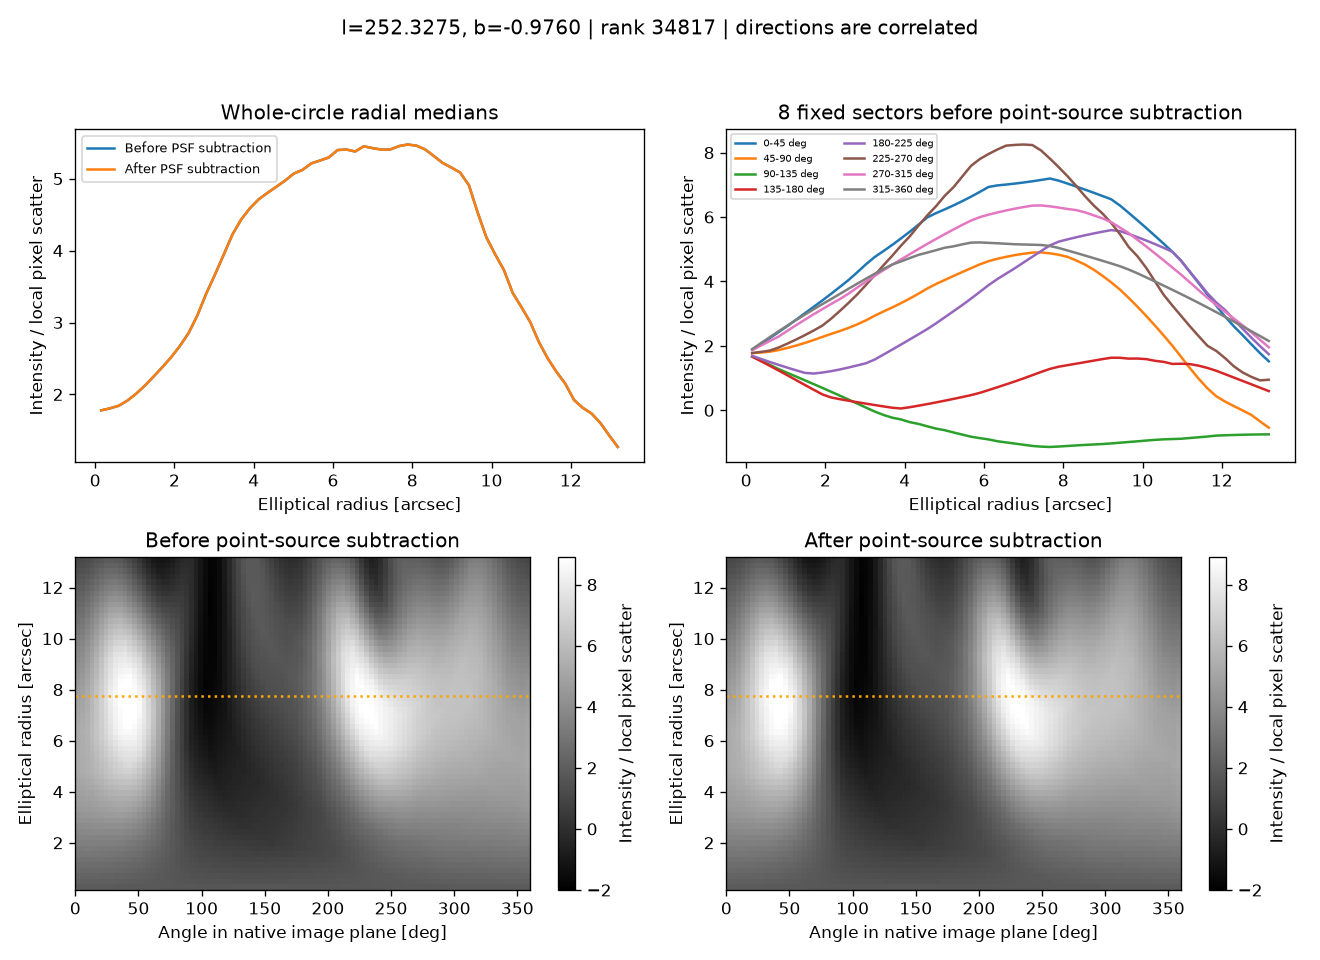 l=252.3275, b=-0.9760 | rank 34817 | directions are correlated
Whole-circle radial medians
Before PSF subtraction
After PSF subtraction
Intensity / local pixel scatter
5
4
3
2
0 2 4 6 8 10 12
Elliptical radius [arcsec]
8 fixed sectors before point-source subtraction
0-45 deg
45-90 deg
90-135 deg
135-180 deg
180-225 deg
225-270 deg
270-315 deg
315-360 deg
Intensity / local pixel scatter
8
6
4
2
0
0 2 4 6 8 10 12
Elliptical radius [arcsec]
Before point-source subtraction
Elliptical radius [arcsec]
12
10
8
6
4
2
0 50 100 150 200 250 300 350
Angle in native image plane [deg]
8
6
4
2
0
−2
Intensity / local pixel scatter
After point-source subtraction
Elliptical radius [arcsec]
12
10
8
6
4
2
0 50 100 150 200 250 300 350
Angle in native image plane [deg]
8
6
4
2
0
−2
Intensity / local pixel scatter